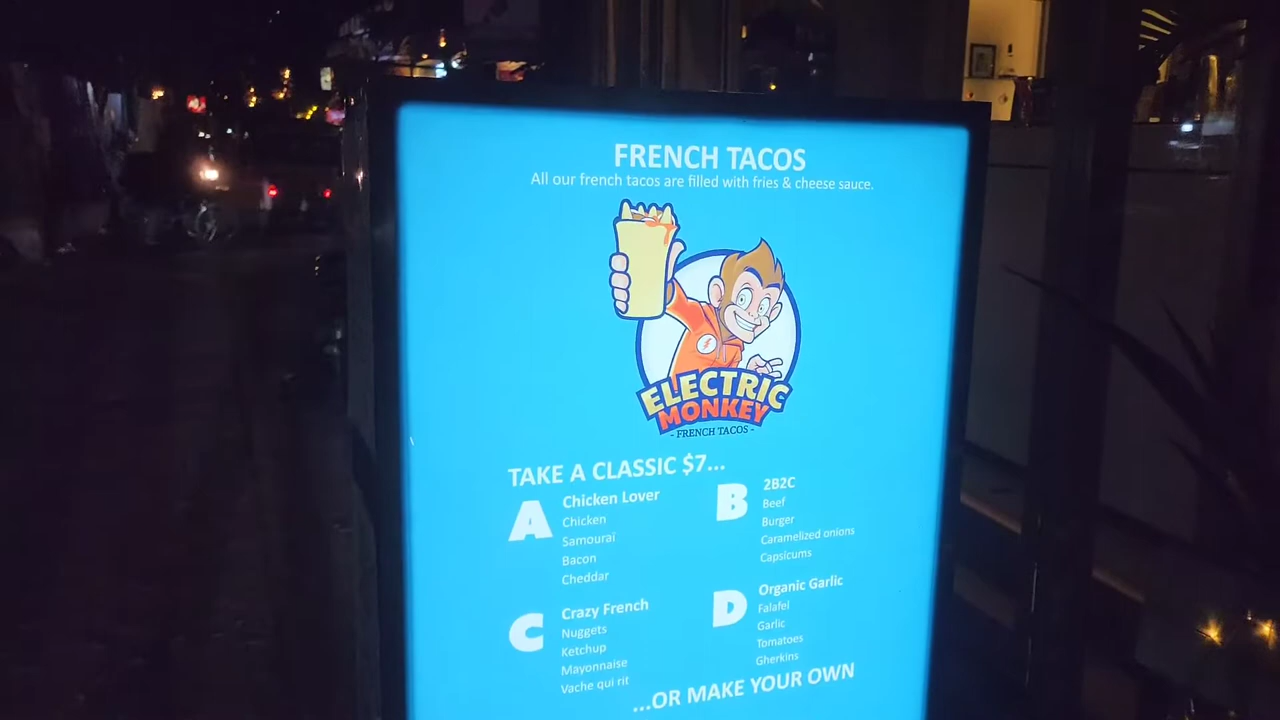 FRENCH TACOS
All our french tacos are filled with fries & cheese sauce.
ELECTRIC
MONKEY
- FRENCH TACOS -
TAKE A CLASSIC $7...
A
Chicken Lover
Chicken
Samourai
Bacon
Cheddar
B
2B2C
Beef
Burger
Caramelized onions
Capsicums
C
Crazy French
Nuggets
Ketchup
Mayonnaise
Vache qui rit
D
Organic Garlic
Falafel
Garlic
Tomatoes
Gherkins
...OR MAKE YOUR OWN